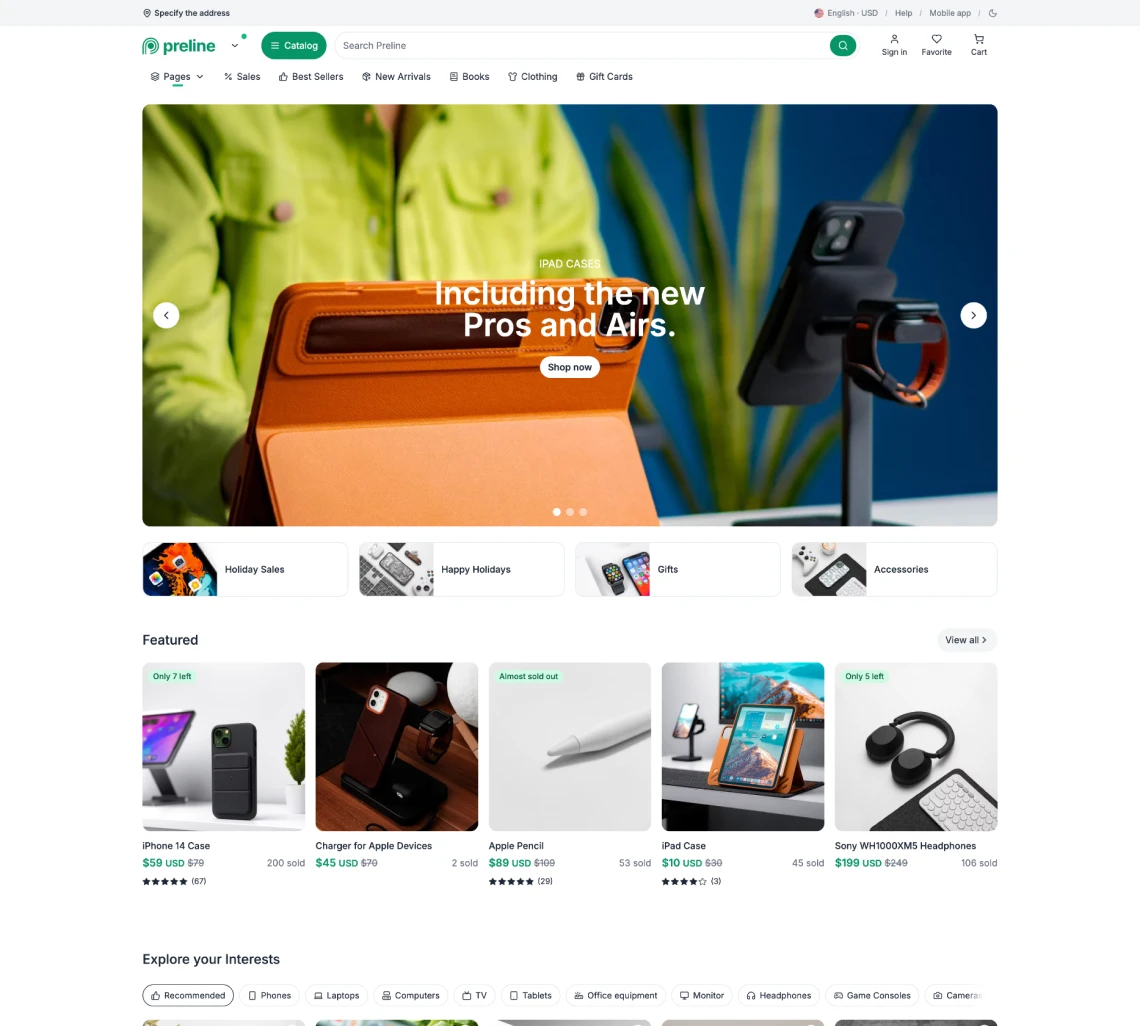 Specify the address
English · USD / Help / Mobile app /
preline
Catalog
Search Preline
Sign in
Favorite
Cart
Pages
Sales
Best Sellers
New Arrivals
Books
Clothing
Gift Cards
IPAD CASES
Including the new
Pros and Airs.
Shop now
Holiday Sales
Happy Holidays
Gifts
Accessories
Featured
View all
Only 7 left
Almost sold out
Only 5 left
iPhone 14 Case
$59 USD $79
200 sold
(67)
Charger for Apple Devices
$45 USD $70
2 sold
Apple Pencil
$89 USD $109
53 sold
(29)
iPad Case
$10 USD $30
45 sold
(3)
Sony WH1000XM5 Headphones
$199 USD $249
106 sold
Explore your Interests
Recommended
Phones
Laptops
Computers
TV
Tablets
Office equipment
Monitor
Headphones
Game Consoles
Cameras